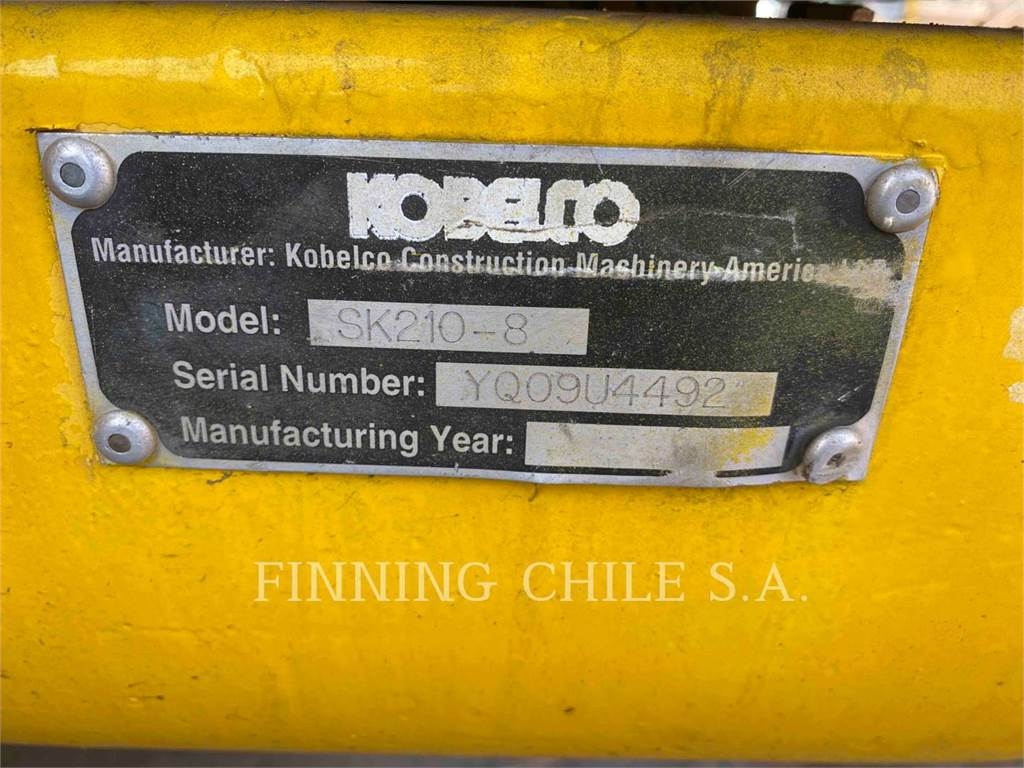 KOBELCO
Manufacturer: Kobelco Construction Machinery America
Model: SK210-8
Serial Number: YQ09U4492
Manufacturing Year:
FINNING CHILE S.A.